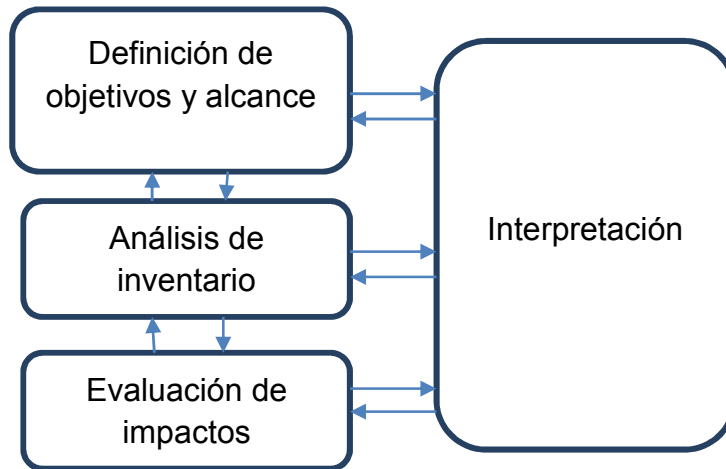 Definición de
objetivos y alcance
Análisis de
inventario
Evaluación de
impactos
Interpretación